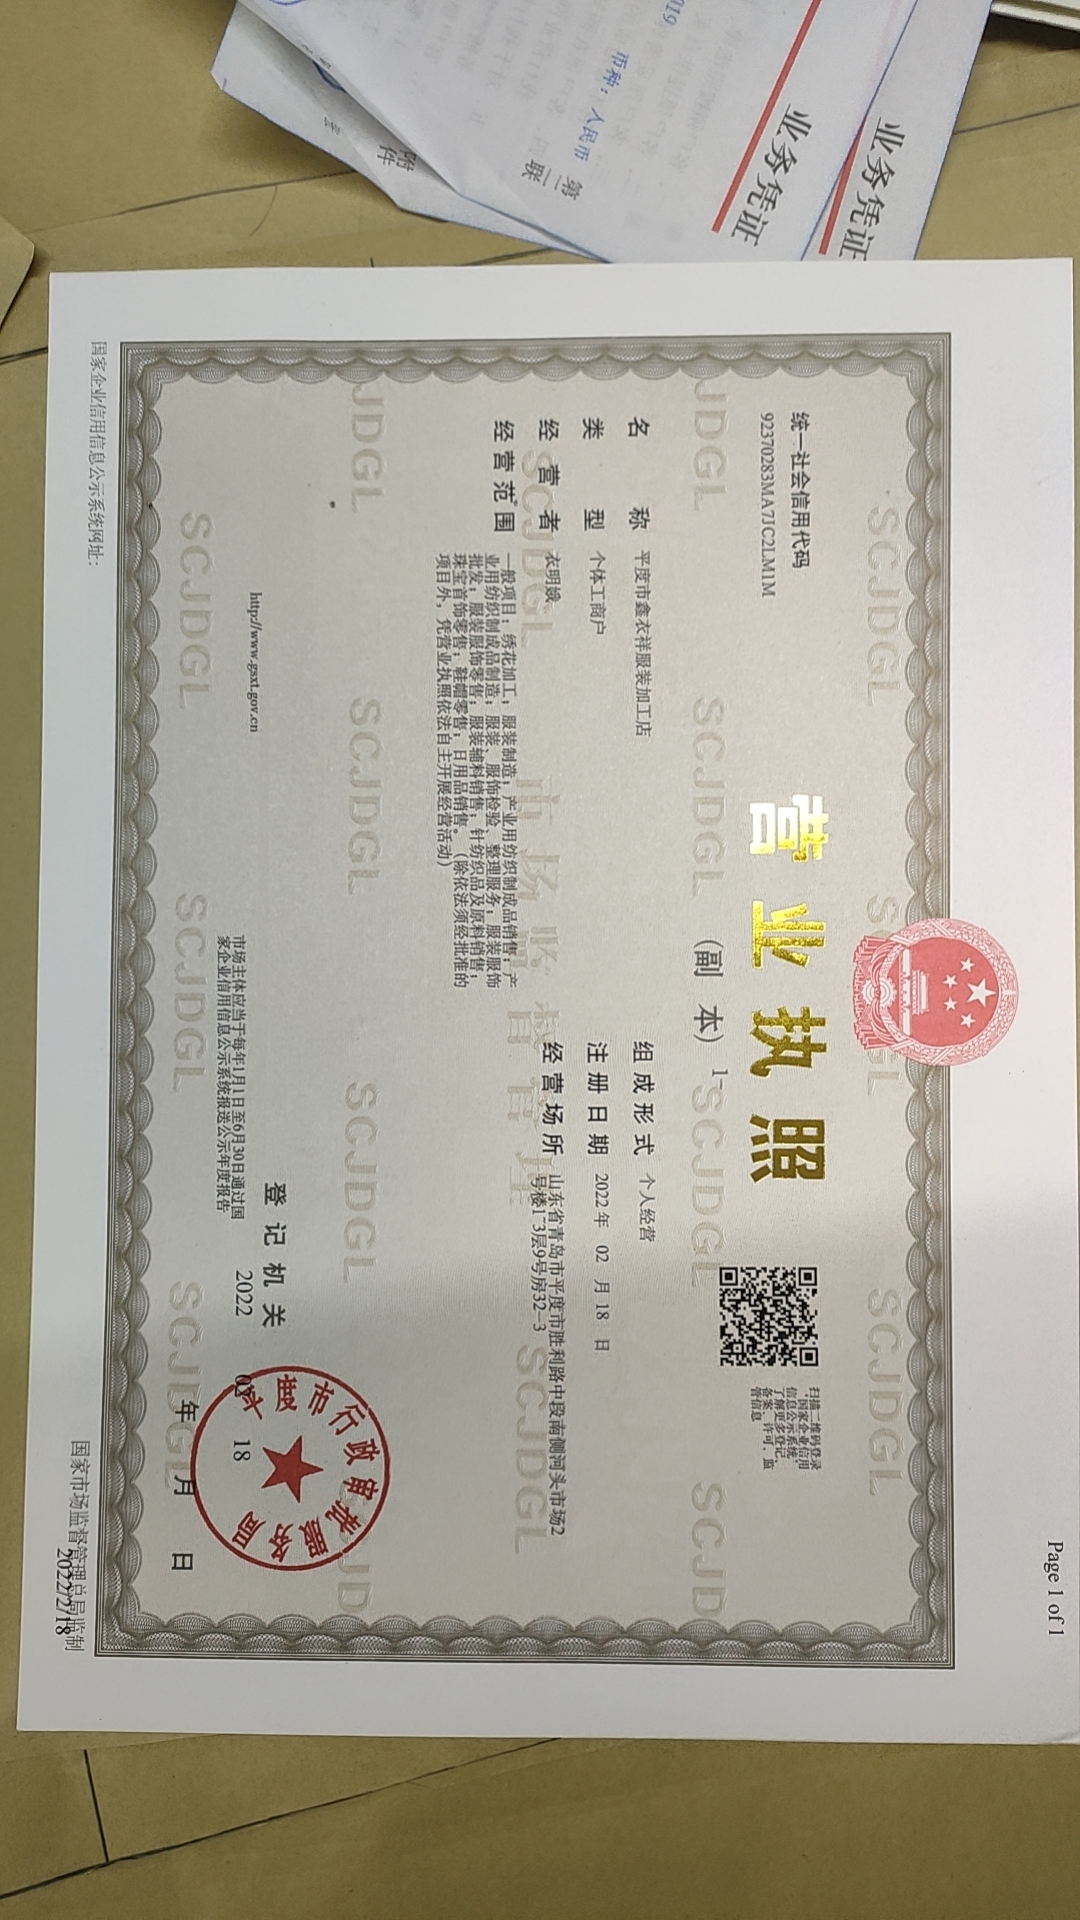 业务凭证
业务凭证
币种：人民币
第
三
联
附
件
Page 1 of 1
营业执照
（副 本）
1-1
统一社会信用代码
92370283MA7JC2LM1M
扫描二维码登录
“国家企业信用
信息公示系统”
了解更多登记、
备案、许可、监
管信息
名 称 平度市鑫衣祥服装加工店
类 型 个体工商户
经 营 者 衣明娥
经 营 范 围 一般项目：绣花加工；服装制造；产业用纺织制成品销售；产
业用纺织制成品制造；服装、服饰检验、整理服务；服装服饰
批发；服装服饰零售；服装辅料销售；针纺织品及原料销售；
珠宝首饰零售；鞋帽零售；日用品销售。（除依法须经批准的
项目外，凭营业执照依法自主开展经营活动）
组 成 形 式 个人经营
注 册 日 期 2022 年 02 月 18 日
经 营 场 所 山东省青岛市平度市胜利路中段南侧河头市场2
号楼1-3层9号房32-3
登 记 机 关
2022 年 02 月 18 日
平度市行政审批服务局
http://www.gsxt.gov.cn
市场主体应当于每年1月1日至6月30日通过国
家企业信用信息公示系统报送公示年度报告
国家企业信用信息公示系统网址：
国家市场监督管理总局监制
2022/2/18
SCJDGL